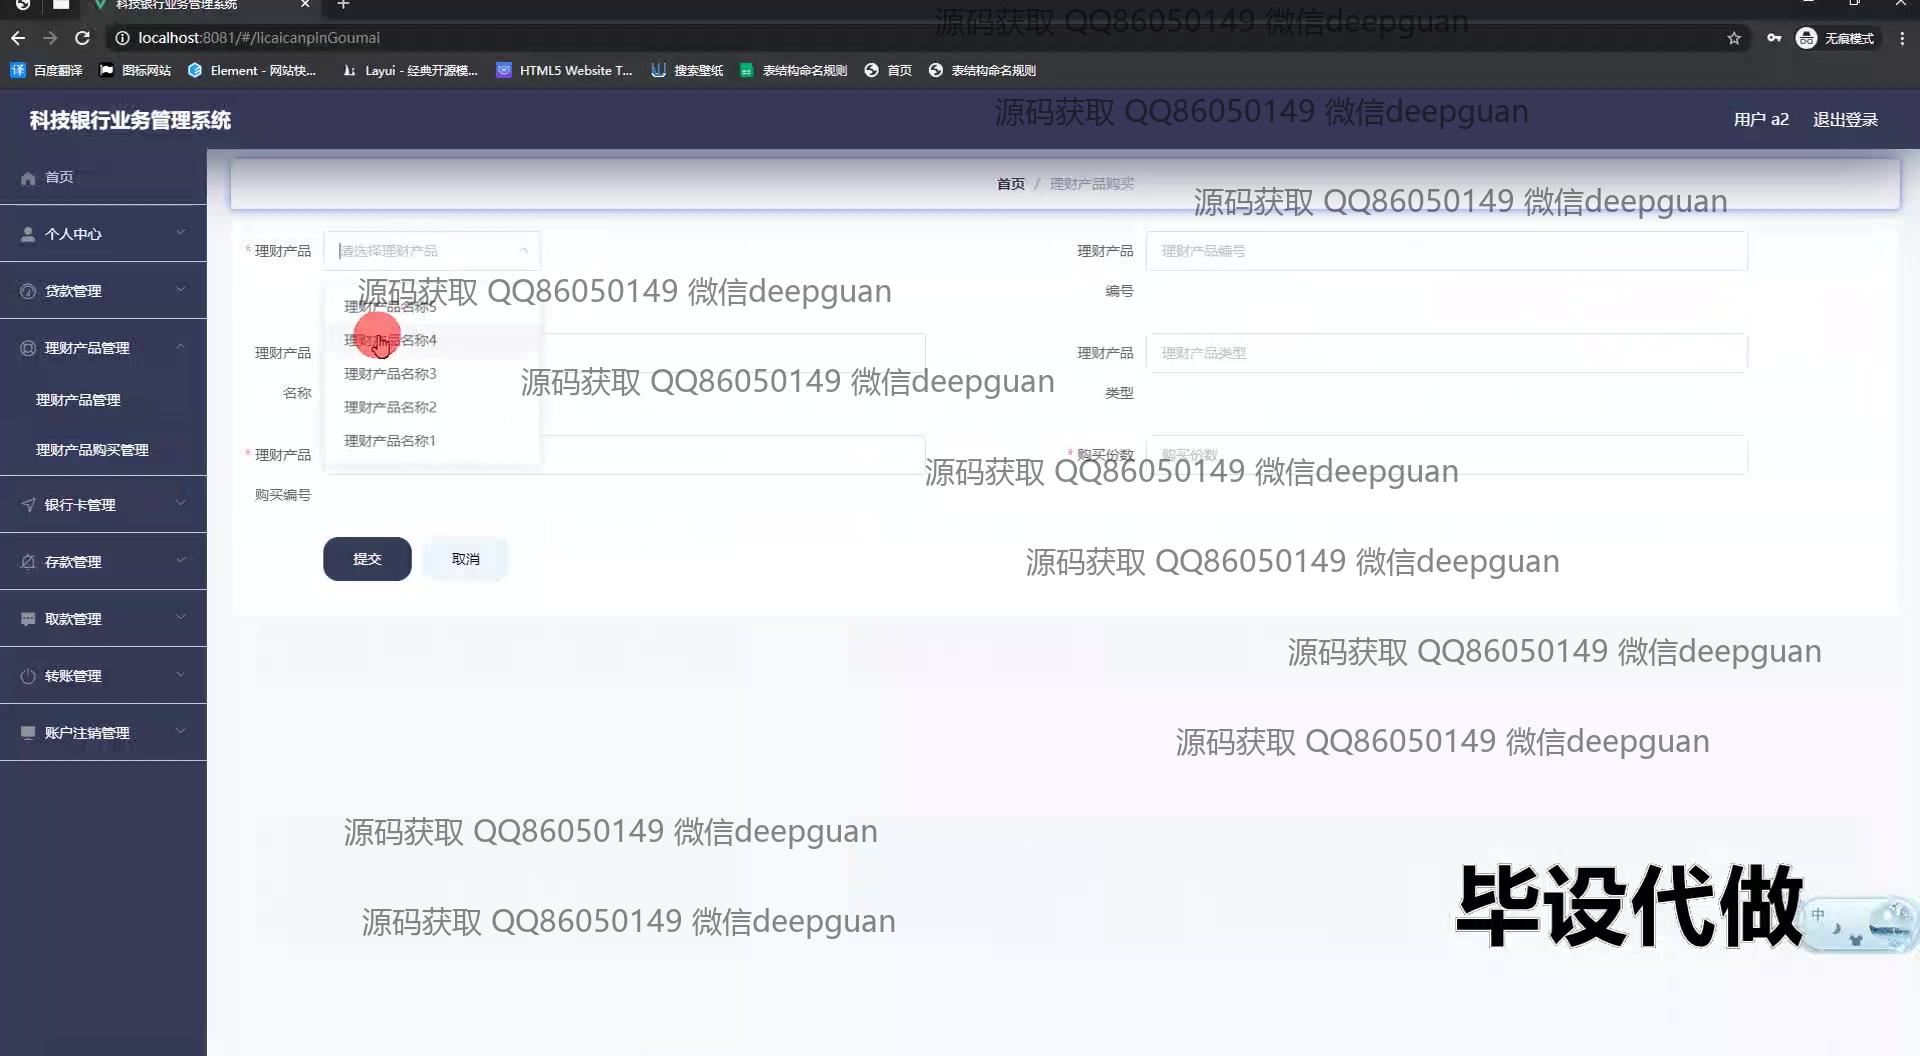 科技银行业务管理系统
源码获取 QQ86050149 微信deepguan
localhost:8081/#/licaicanpinGoumai
无痕模式
百度翻译
图标网站
Element - 网站快...
Layui - 经典开源模...
HTML5 Website T...
搜索壁纸
表结构命名规则
首页
表结构命名规则
科技银行业务管理系统
源码获取 QQ86050149 微信deepguan
用户 a2
退出登录
首页
个人中心
贷款管理
理财产品管理
理财产品管理
理财产品购买管理
银行卡管理
存款管理
取款管理
转账管理
账户注销管理
首页 / 理财产品购买
源码获取 QQ86050149 微信deepguan
* 理财产品
请选择理财产品
理财产品
编号
理财产品编号
源码获取 QQ86050149 微信deepguan
理财产品名称5
理财产品名称4
理财产品名称3
理财产品名称2
理财产品名称1
理财产品
名称
理财产品
类型
理财产品类型
源码获取 QQ86050149 微信deepguan
* 理财产品
购买编号
* 购买份数
购买份数
源码获取 QQ86050149 微信deepguan
提交
取消
源码获取 QQ86050149 微信deepguan
源码获取 QQ86050149 微信deepguan
源码获取 QQ86050149 微信deepguan
源码获取 QQ86050149 微信deepguan
毕设代做
中
源码获取 QQ86050149 微信deepguan